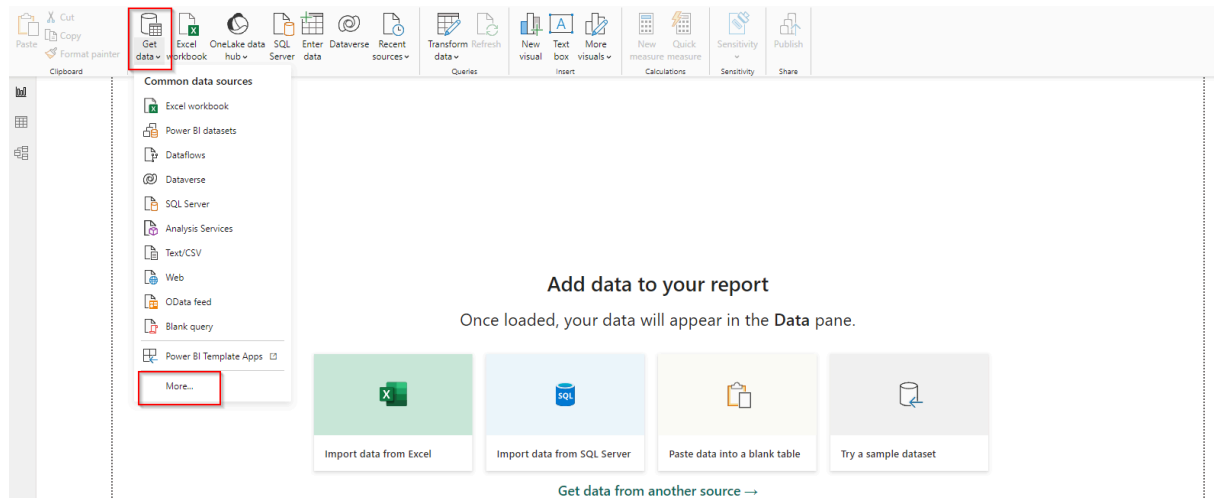 Cut
Copy
Paste
Format painter
Clipboard
Get data
Excel workbook
OneLake data hub
SQL Server
Enter data
Dataverse
Recent sources
Transform data
Refresh
Queries
New visual
Text box
More visuals
Insert
New measure
Quick measure
Calculations
Sensitivity
Sensitivity
Publish
Share
Common data sources
Excel workbook
Power BI datasets
Dataflows
Dataverse
SQL Server
Analysis Services
Text/CSV
Web
OData feed
Blank query
Power BI Template Apps
More...
Add data to your report
Once loaded, your data will appear in the Data pane.
SQL
Import data from Excel
Import data from SQL Server
Paste data into a blank table
Try a sample dataset
Get data from another source →